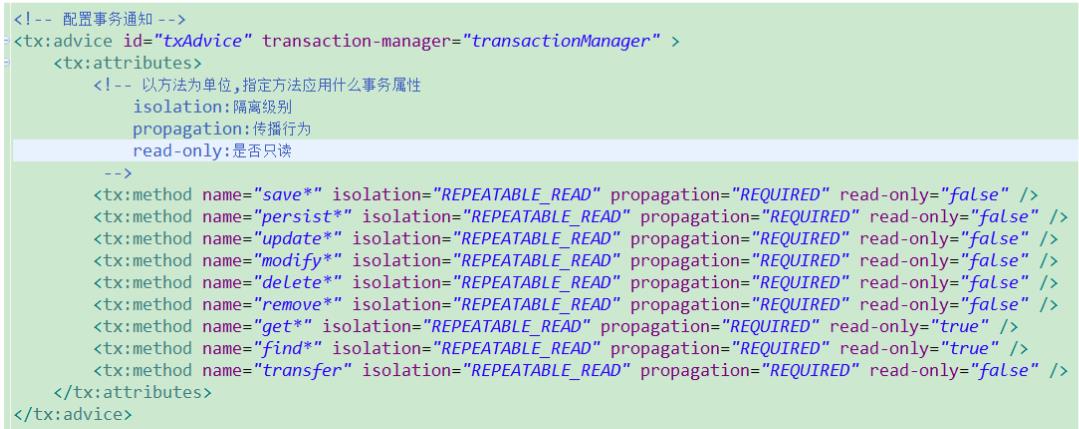 <!-- 配置事务通知 -->
<tx:advice id="txAdvice" transaction-manager="transactionManager" >
<tx:attributes>
<!-- 以方法为单位,指定方法应用什么事务属性
isolation:隔离级别
propagation:传播行为
read-only:是否只读
-->
<tx:method name="save*" isolation="REPEATABLE_READ" propagation="REQUIRED" read-only="false" />
<tx:method name="persist*" isolation="REPEATABLE_READ" propagation="REQUIRED" read-only="false" />
<tx:method name="update*" isolation="REPEATABLE_READ" propagation="REQUIRED" read-only="false" />
<tx:method name="modify*" isolation="REPEATABLE_READ" propagation="REQUIRED" read-only="false" />
<tx:method name="delete*" isolation="REPEATABLE_READ" propagation="REQUIRED" read-only="false" />
<tx:method name="remove*" isolation="REPEATABLE_READ" propagation="REQUIRED" read-only="false" />
<tx:method name="get*" isolation="REPEATABLE_READ" propagation="REQUIRED" read-only="true" />
<tx:method name="find*" isolation="REPEATABLE_READ" propagation="REQUIRED" read-only="true" />
<tx:method name="transfer" isolation="REPEATABLE_READ" propagation="REQUIRED" read-only="false" />
</tx:attributes>
</tx:advice>